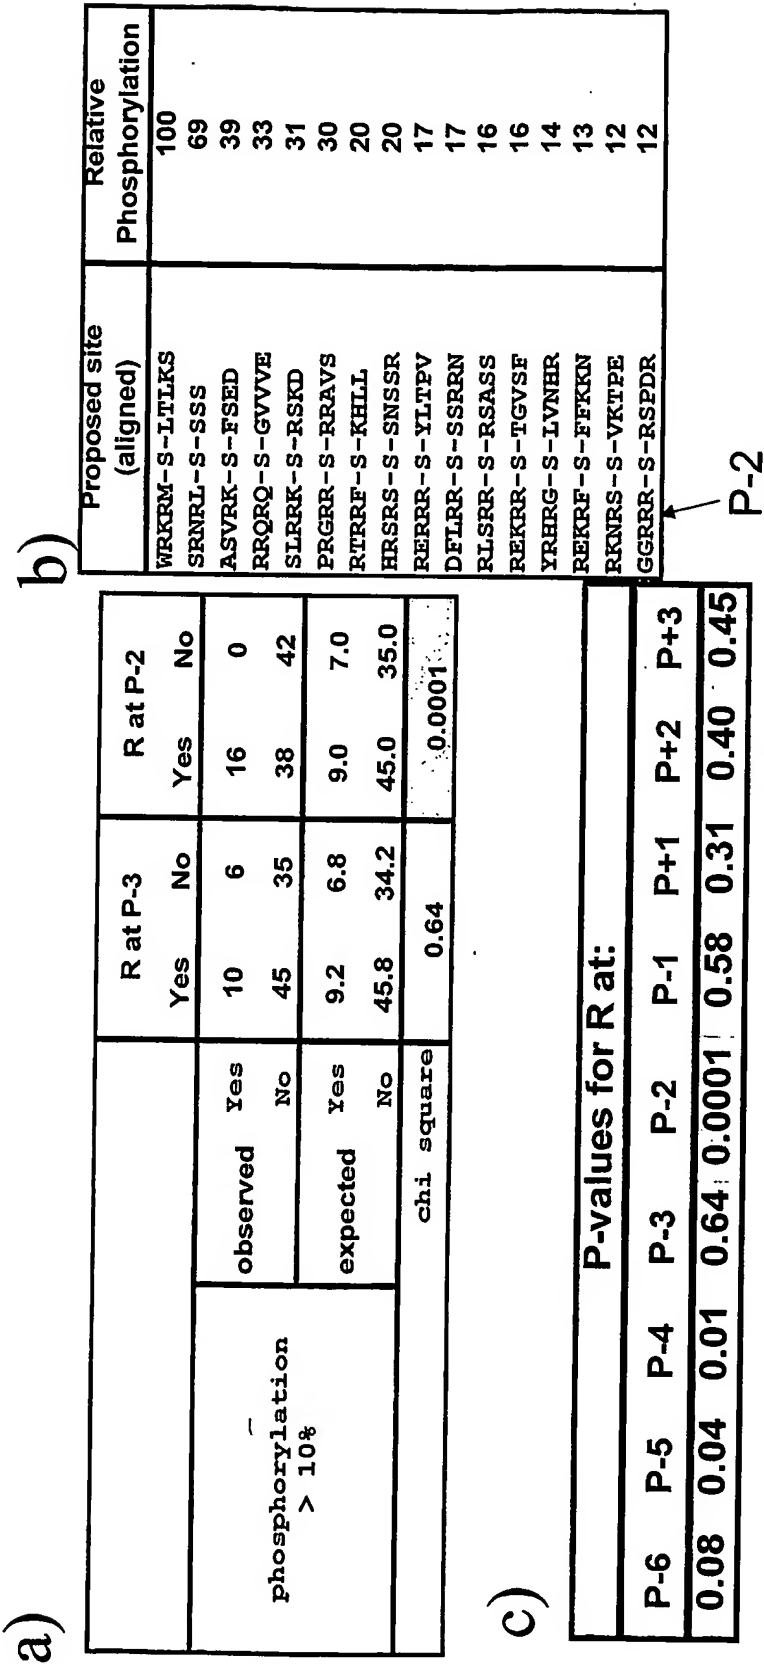 a)
R at P-3 R at P-2
Yes No Yes No
phosphorylation > 10% observed Yes 10 6 16 0
No 45 35 38 42
expected Yes 9.2 6.8 9.0 7.0
No 45.8 34.2 45.0 35.0
chi square 0.64 0.0001
b)
Proposed site (aligned) Relative Phosphorylation
WRKRM-S-LTLKS 100
SRNRL-S-SSS 69
ASVRK-S-FSED 39
RRQRQ-S-GVVVE 33
SLRRK-S-RSKD 31
PRGRR-S-RRAVS 30
RTRRF-S-KHLL 20
HRSRS-S-SNSSR 20
RERRR-S-YLTPV 17
DFLRR-S-SSRRN 17
RLSRR-S-RSASS 16
REKRR-S-TGVSF 16
YRHRG-S-LVNHR 14
REKRF-S-FFKKN 13
RKNRS-S-VKTPE 12
GGRRR-S-RSPDR 12
P-2
c)
P-values for R at:
P-6 P-5 P-4 P-3 P-2 P-1 P+1 P+2 P+3
0.08 0.04 0.01 0.64 0.0001 0.58 0.31 0.40 0.45